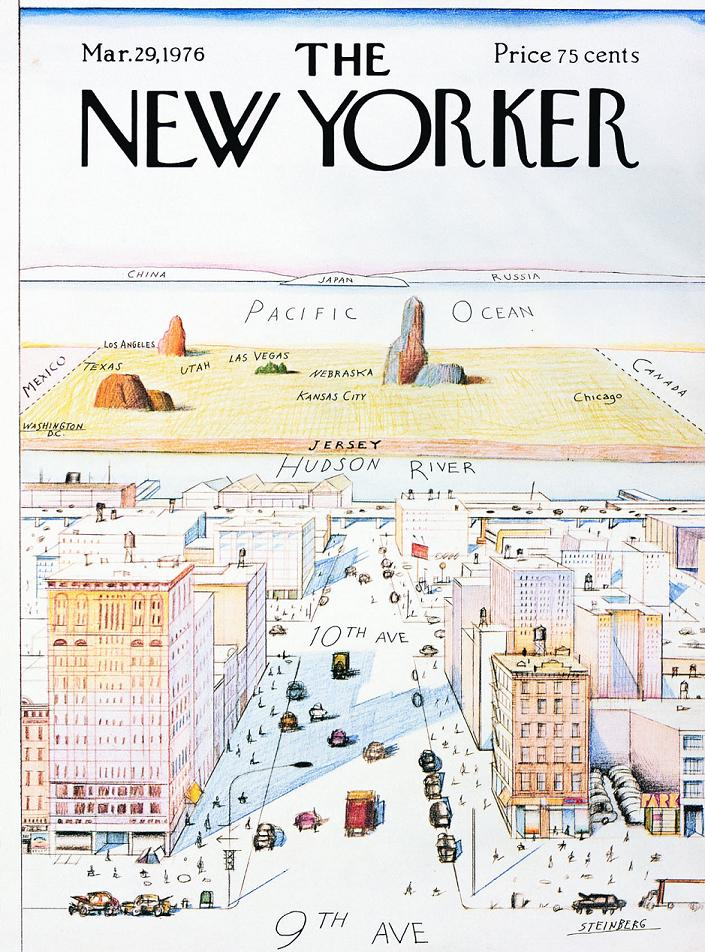 Mar.29,1976
THE
Price 75 cents
NEW YORKER
CHINA
JAPAN
RUSSIA
PACIFIC OCEAN
LOS ANGELES
MEXICO
TEXAS
UTAH
LAS VEGAS
NEBRASKA
CANADA
KANSAS CITY
Chicago
WASHINGTON
D.C.
JERSEY
HUDSON RIVER
10TH AVE
PARK
9TH AVE
STEINBERG